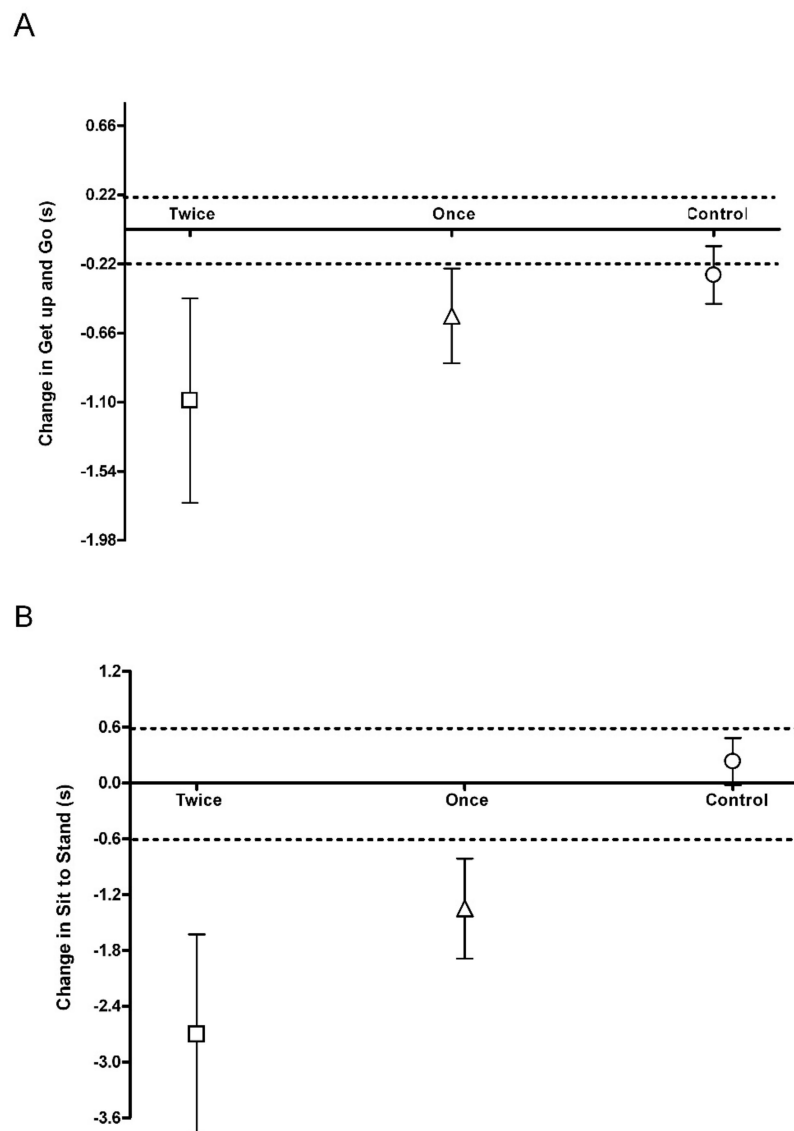 A
Change in Get up and Go (s)
0.66
0.22
Twice Once Control
-0.22
-0.66
-1.10
-1.54
-1.98
B
Change in Sit to Stand (s)
1.2
0.6
0.0
Twice Once Control
-0.6
-1.2
-1.8
-2.4
-3.0
-3.6